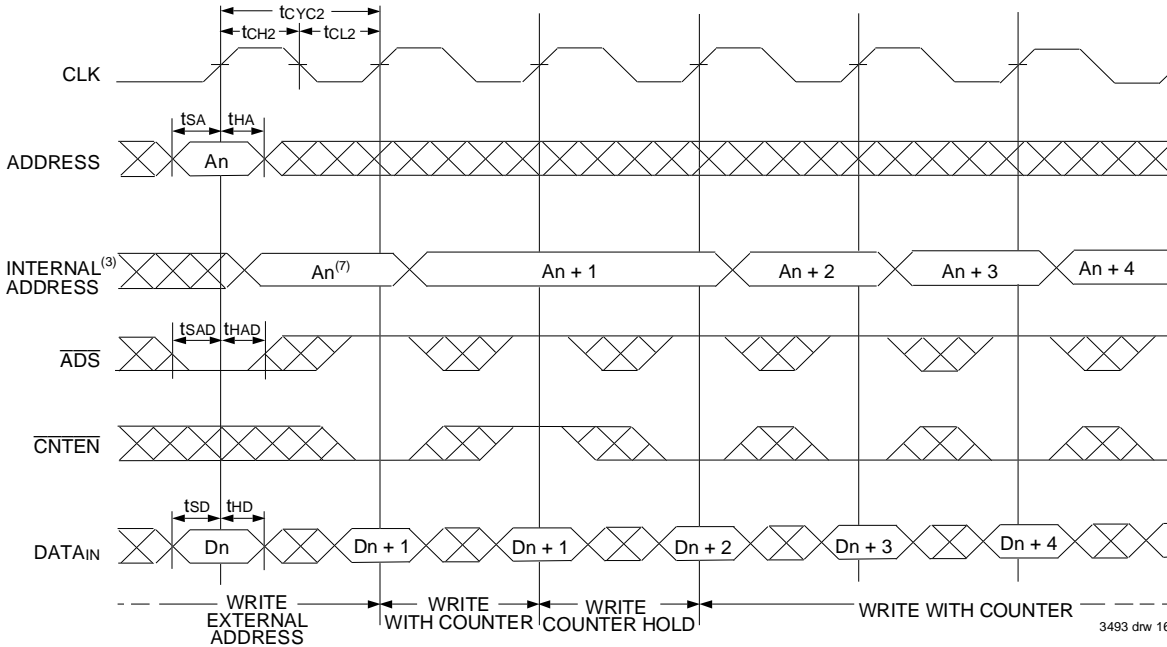 tCYC2
tCH2 tCL2
CLK
tSA tHA
ADDRESS An
INTERNAL(3)
ADDRESS
An(7) An + 1 An + 2 An + 3 An + 4
tSAD tHAD
ADS
CNTEN
tSD tHD
DATAIN Dn Dn + 1 Dn + 1 Dn + 2 Dn + 3 Dn + 4
WRITE
EXTERNAL
ADDRESS
WRITE
WITH COUNTER
WRITE
COUNTER HOLD
WRITE WITH COUNTER
3493 drw 16